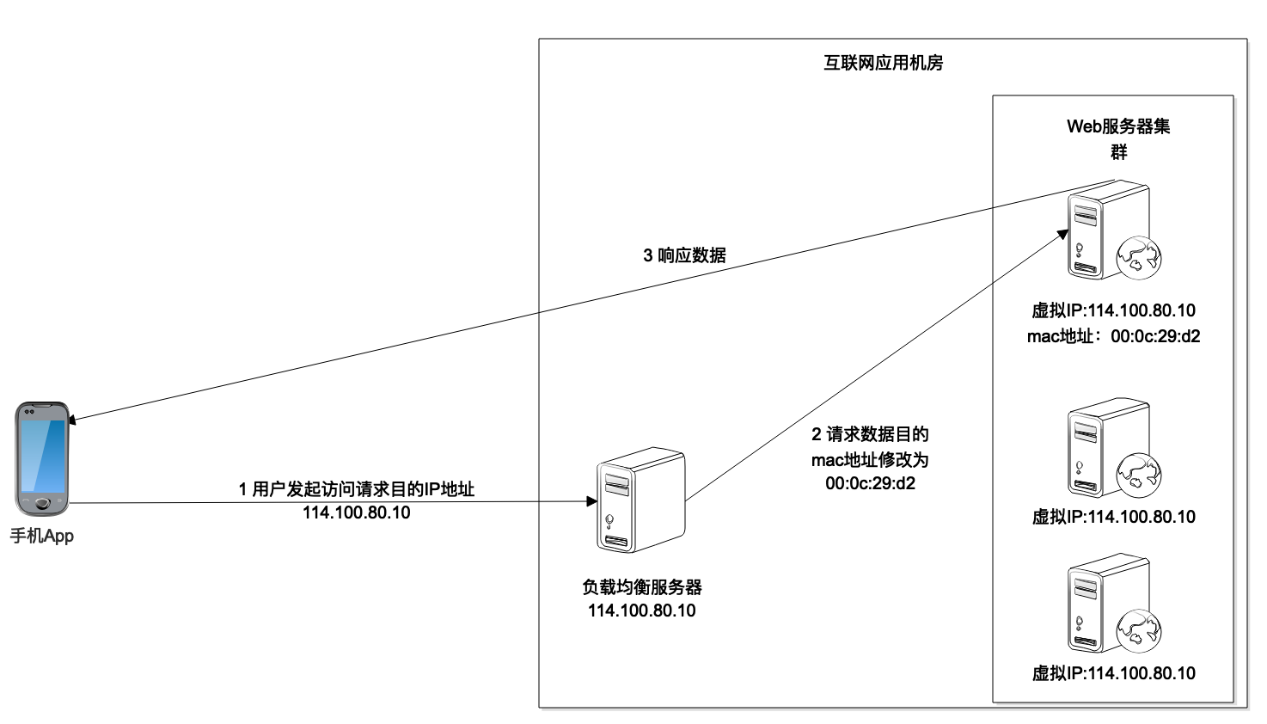 互联网应用机房
Web服务器集
群
3 响应数据
虚拟IP:114.100.80.10
mac地址：00:0c:29:d2
2 请求数据目的
mac地址修改为
00:0c:29:d2
1 用户发起访问请求目的IP地址
114.100.80.10
手机App
虚拟IP:114.100.80.10
负载均衡服务器
114.100.80.10
虚拟IP:114.100.80.10